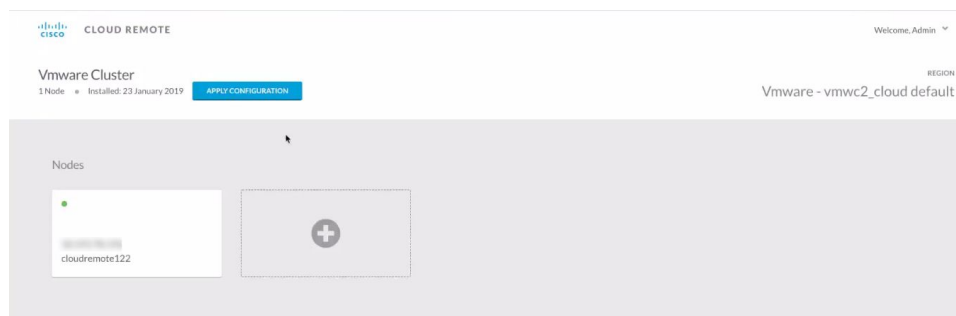 CISCO CLOUD REMOTE
Welcome, Admin
Vmware Cluster
1 Node Installed: 23 January 2019 APPLY CONFIGURATION
REGION
Vmware - vmwc2_cloud default
Nodes
cloudremote122